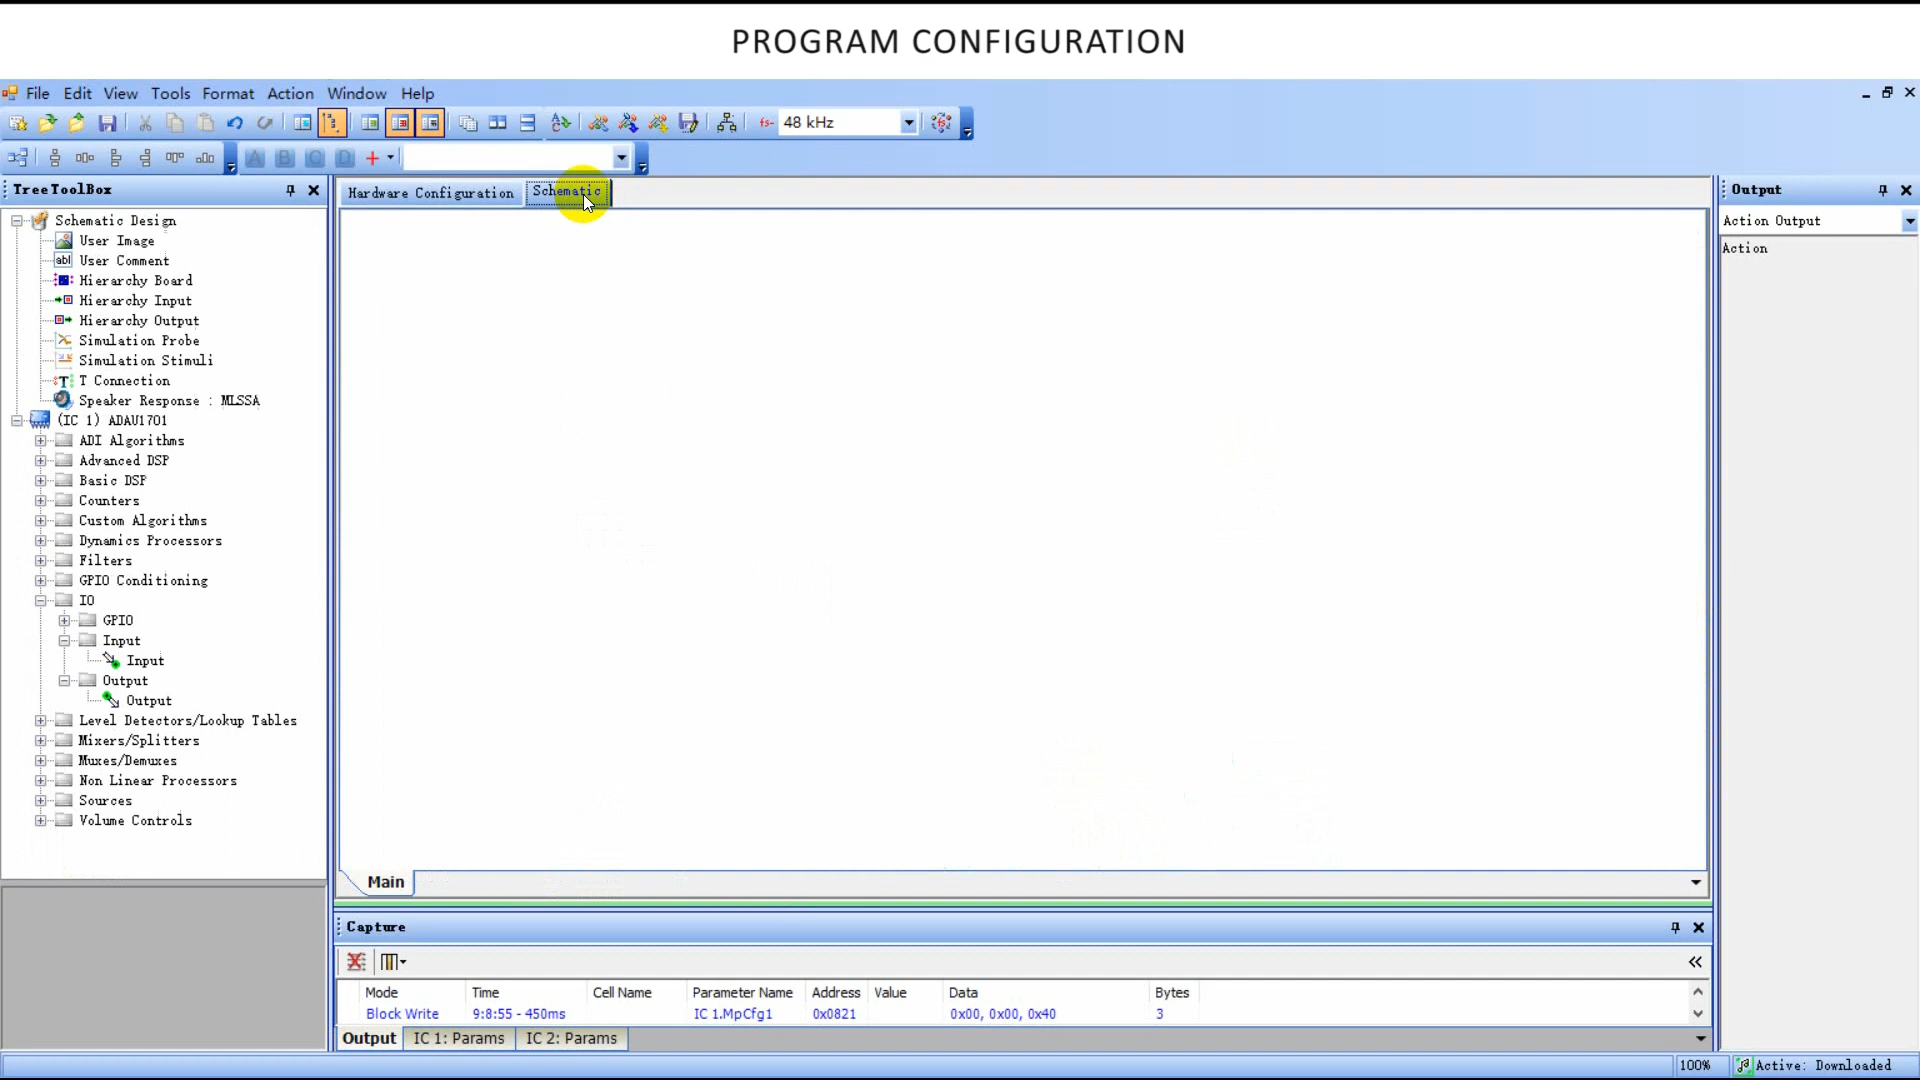 PROGRAM CONFIGURATION
File Edit View Tools Format Action Window Help
fs- 48 kHz
A B C D
TreeToolBox
Hardware Configuration Schematic
Output
Schematic Design
User Image
abl User Comment
Hierarchy Board
Hierarchy Input
Hierarchy Output
Simulation Probe
Simulation Stimuli
T T Connection
Speaker Response : MLSSA
(IC 1) ADAU1701
ADI Algorithms
Advanced DSP
Basic DSP
Counters
Custom Algorithms
Dynamics Processors
Filters
GPIO Conditioning
IO
GPIO
Input
Input
Output
Output
Level Detectors/Lookup Tables
Mixers/Splitters
Muxes/Demuxes
Non Linear Processors
Sources
Volume Controls
Action Output
Action
Main
Capture
Mode Time Cell Name Parameter Name Address Value Data Bytes
Block Write 9:8:55 - 450ms IC 1.MpCfg1 0x0821 0x00, 0x00, 0x40 3
Output IC 1: Params IC 2: Params
100% Active: Downloaded